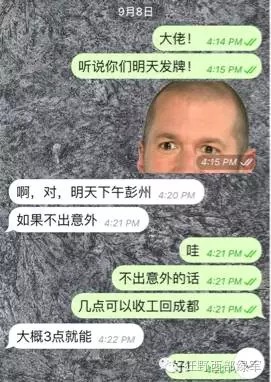 9月8日
大佬！ 4:14 PM
听说你们明天发牌！ 4:15 PM
4:15 PM
啊，对，明天下午彭州 4:20 PM
如果不出意外 4:21 PM
哇 4:21 PM
不出意外的话 4:21 PM
几点可以收工回成都 4:21 PM
大概3点就能 4:22 PM
好
狂野西部缘军